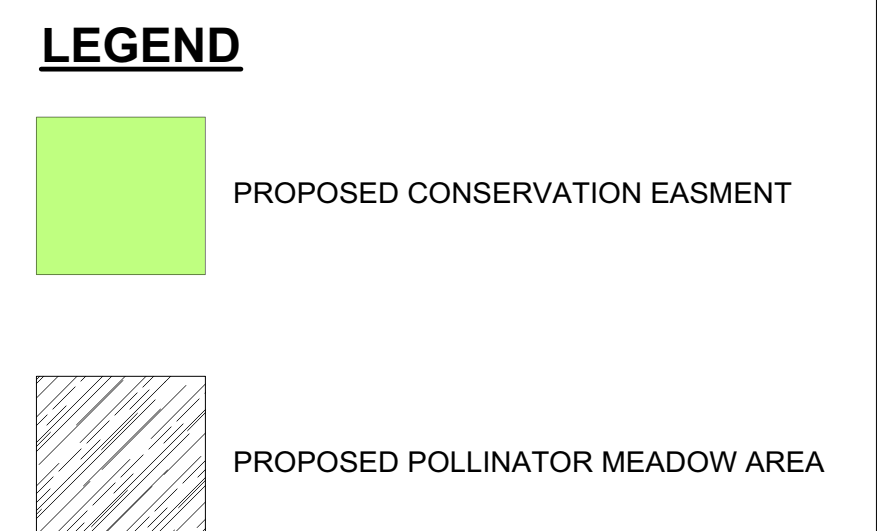 LEGEND
PROPOSED CONSERVATION EASMENT
PROPOSED POLLINATOR MEADOW AREA